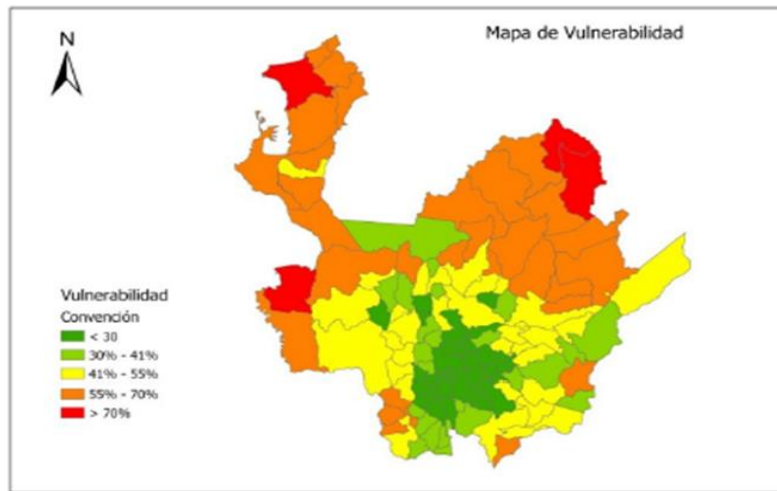 N
Mapa de Vulnerabilidad
Vulnerabilidad
Convención
< 30
30% - 41%
41% - 55%
55% - 70%
> 70%